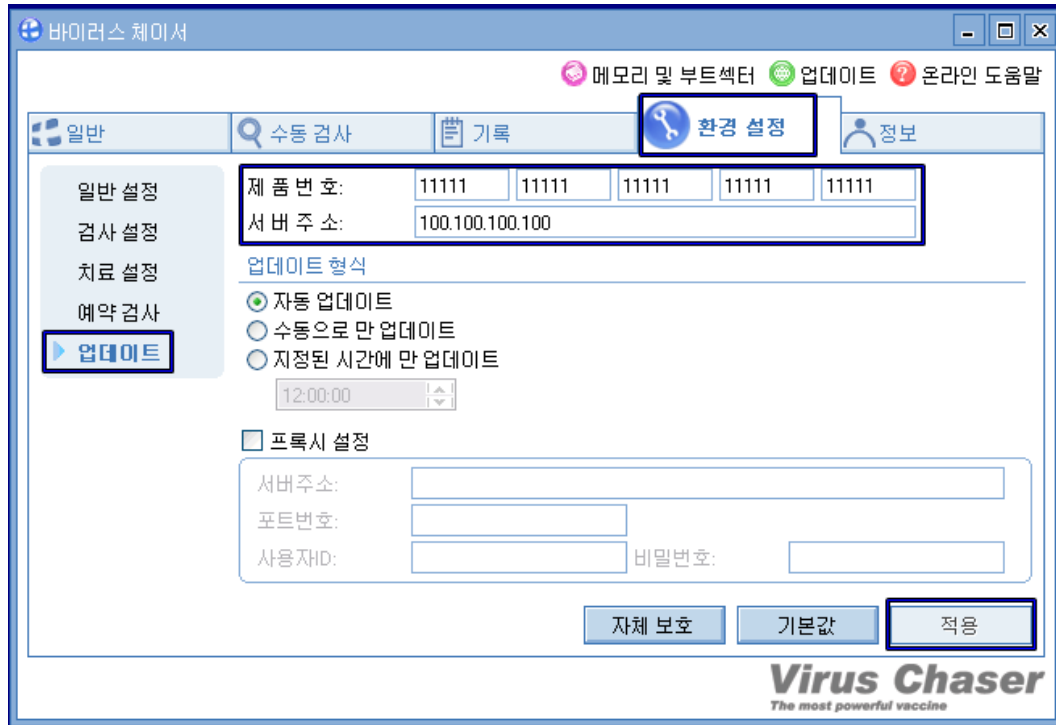 바이러스 체이서
메모리 및 부트섹터 업데이트 온라인 도움말
일반 수동 검사 기록 환경 설정 정보
일반 설정
검사 설정
치료 설정
예약 검사
업데이트
제 품 번 호: 11111 11111 11111 11111 11111
서 버 주 소: 100.100.100.100
업데이트 형식
자동 업데이트
수동으로 만 업데이트
지정된 시간에 만 업데이트
12:00:00
프록시 설정
서버주소:
포트번호:
사용자ID: 비밀번호:
자체 보호 기본값 적용
Virus Chaser
The most powerful vaccine